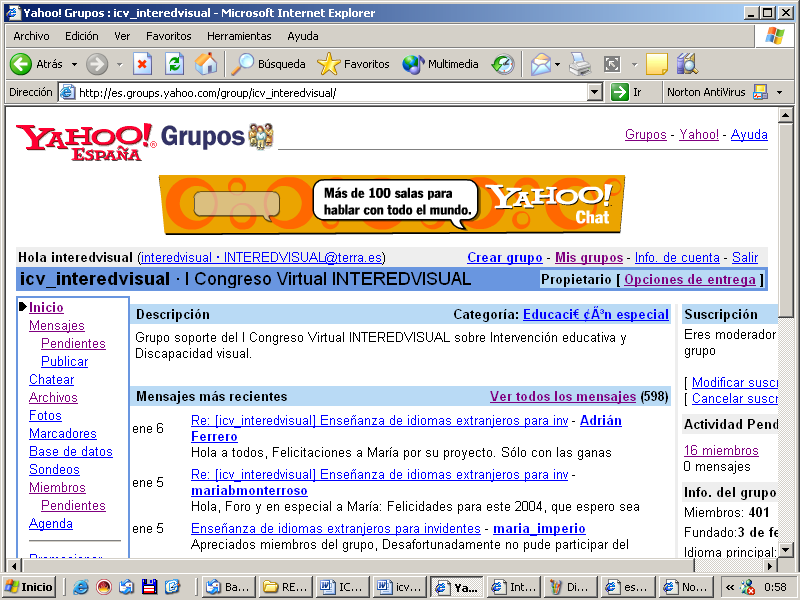 Yahoo! Grupos : icv_interedvisual - Microsoft Internet Explorer
Archivo Edición Ver Favoritos Herramientas Ayuda
Atrás Búsqueda Favoritos Multimedia
Dirección http://es.groups.yahoo.com/group/icv_interedvisual/ Ir Norton AntiVirus
YAHOO! Grupos
ESPAÑA
Grupos - Yahoo! - Ayuda
Más de 100 salas para
hablar con todo el mundo.
YAHOO!
Chat
Hola interedvisual (interedvisual · INTEREDVISUAL@terra.es) Crear grupo - Mis grupos - Info. de cuenta - Salir
icv_interedvisual · I Congreso Virtual INTEREDVISUAL Propietario [ Opciones de entrega ]
Inicio
Mensajes
Pendientes
Publicar
Chatear
Archivos
Fotos
Marcadores
Base de datos
Sondeos
Miembros
Pendientes
Agenda
Promocionar
Descripción Categoría: Educaci€ ¢Ã³n especial
Grupo soporte del I Congreso Virtual INTEREDVISUAL sobre Intervención educativa y
Discapacidad visual.
Mensajes más recientes Ver todos los mensajes (598)
ene 6 Re: [icv_interedvisual] Enseñanza de idiomas extranjeros para inv - Adrián
Ferrero
Hola a todos, Felicitaciones a María por su proyecto. Sólo con las ganas
ene 5 Re: [icv_interedvisual] Enseñanza de idiomas extranjeros para inv -
mariabmonterroso
Hola, Foro y en especial a María: Felicidades para este 2004, que espero sea
ene 5 Enseñanza de idiomas extranjeros para invidentes - maria_imperio
Apreciados miembros del grupo, Desafortunadamente no pude participar del
Suscripción
Eres moderador
grupo
[ Modificar suscr
[ Cancelar suscr
Actividad Pend
16 miembros
0 mensajes
Info. del grupo
Miembros: 401
Fundado:3 de fe
Idioma principal:
Inicio Ba... RE... IC... icv... Ya... Int... Di... es... No... « 0:58